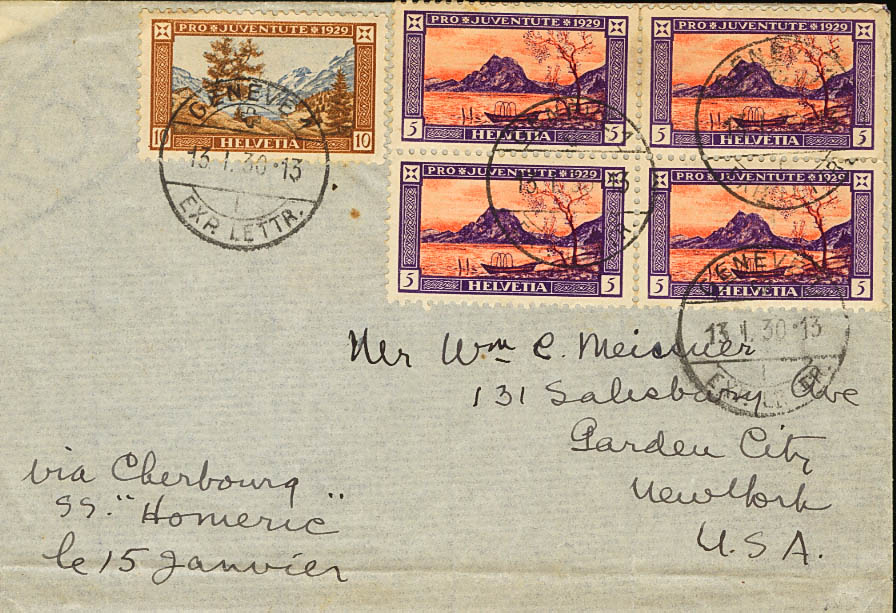 PRO JUVENTUTE 1929
10 HELVETIA 10
PRO JUVENTUTE 1929
5 HELVETIA 5
PRO JUVENTUTE 1929
5 HELVETIA 5
PRO JUVENTUTE 1929
5 HELVETIA 5
PRO JUVENTUTE 1929
5 HELVETIA 5
GENEVE
13.I.30.13
EXP. LETTR.
GENEVE
13.I.30.13
Mr Wm C. Meissner
131 Salisbury Ave
Garden City
New York
U.S.A.
via Cherbourg
SS. "Homeric"
le 15 Janvier